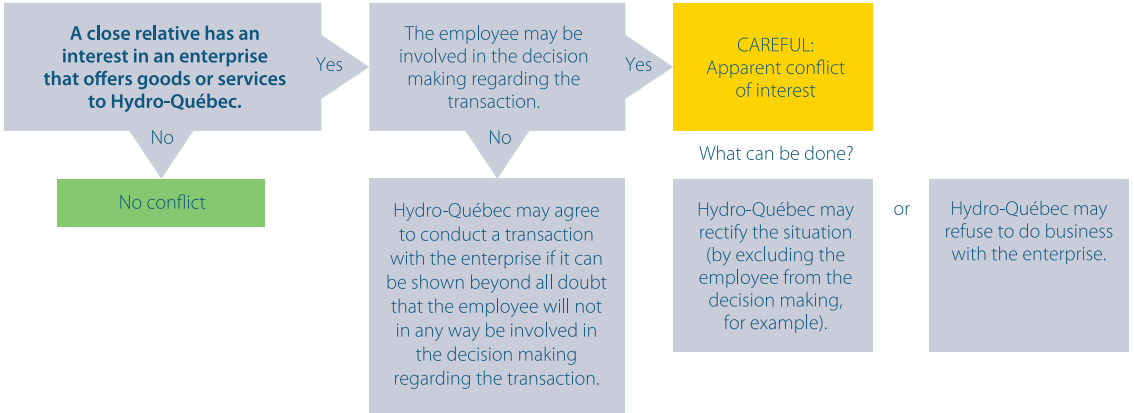 A close relative has an
interest in an enterprise
that offers goods or services
to Hydro-Québec.
Yes
The employee may be
involved in the decision
making regarding the
transaction.
Yes
CAREFUL:
Apparent conflict
of interest
No
No conflict
No
Hydro-Québec may agree
to conduct a transaction
with the enterprise if it can
be shown beyond all doubt
that the employee will not
in any way be involved in
the decision making
regarding the transaction.
What can be done?
Hydro-Québec may
rectify the situation
(by excluding the
employee from the
decision making,
for example).
or
Hydro-Québec may
refuse to do business
with the enterprise.